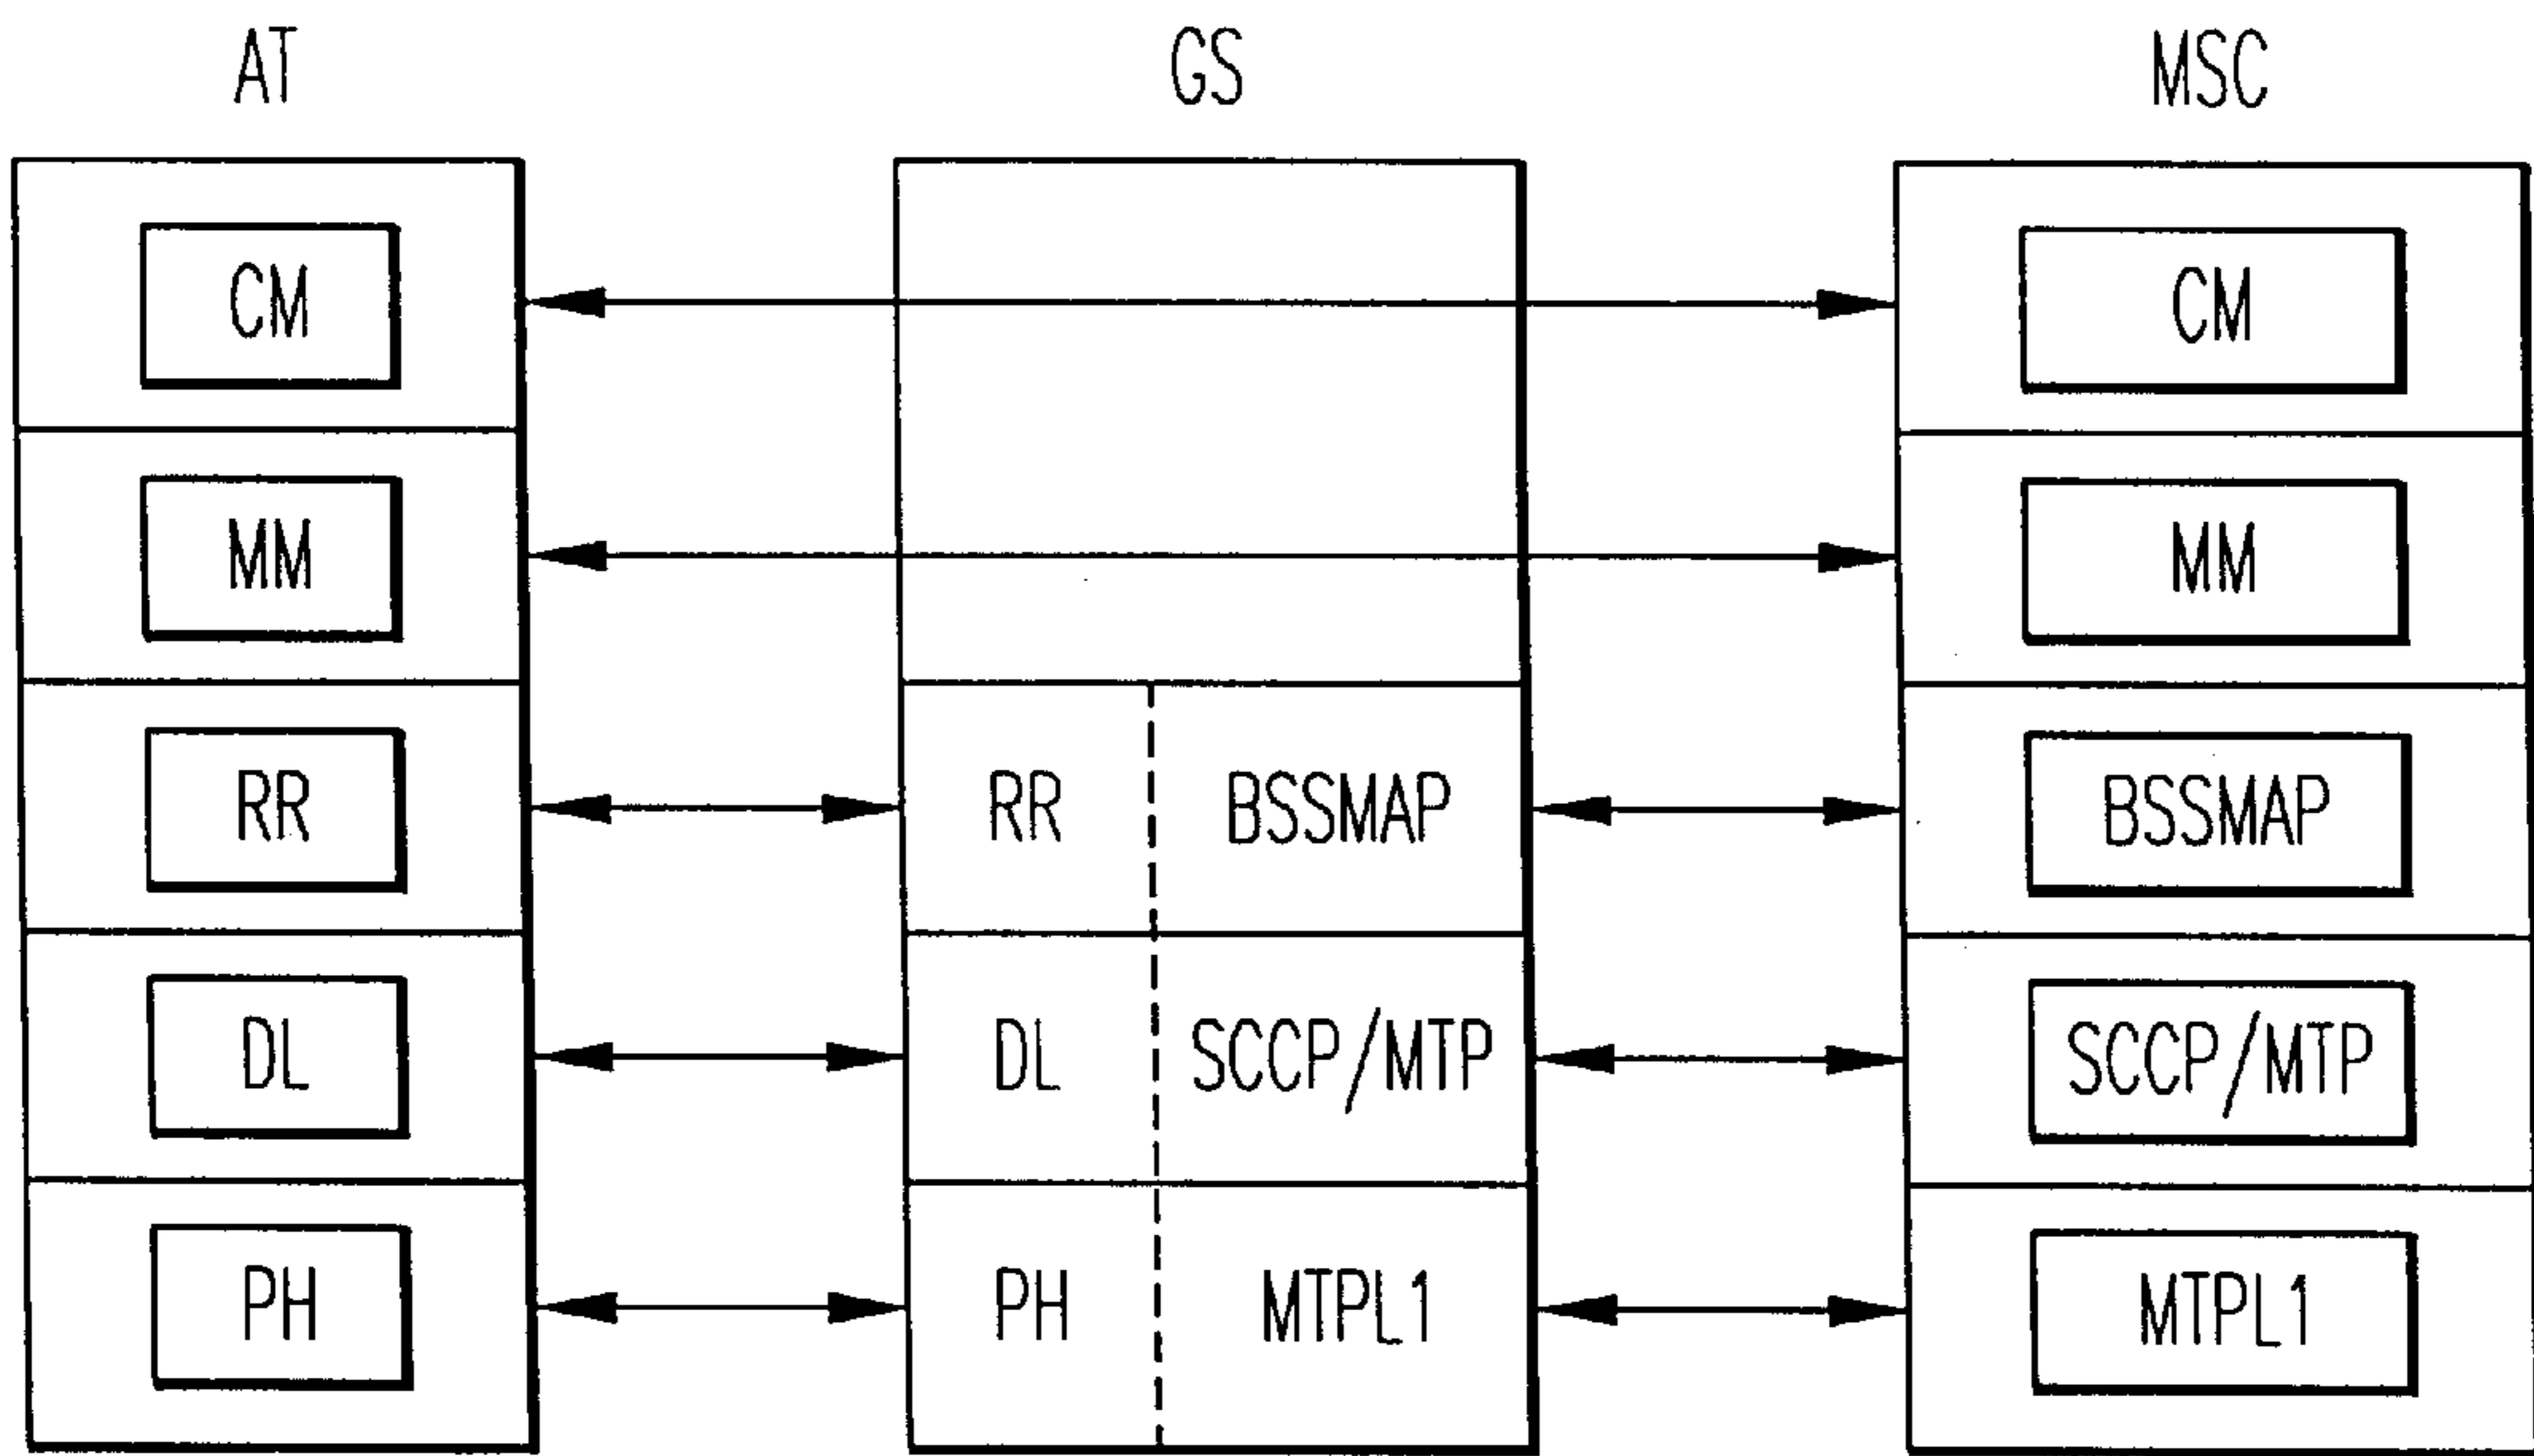 AT GS MSC
CM CM
MM MM
RR RR BSSMAP BSSMAP
DL DL SCCP/MTP SCCP/MTP
PH PH MTPL1 MTPL1